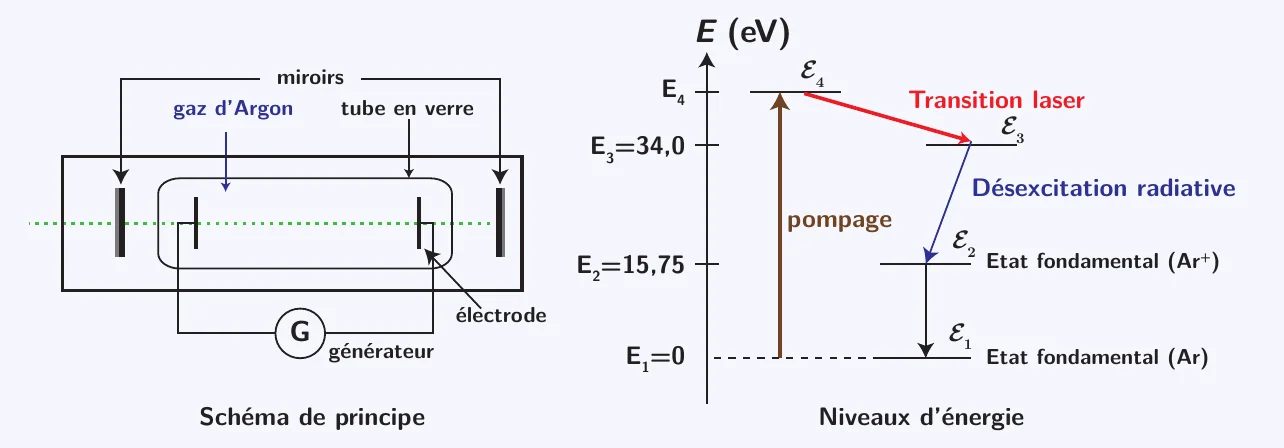 miroirs
gaz d'Argon
tube en verre
électrode
G
générateur
Schéma de principe
E (eV)
E₄
ℰ₄
Transition laser
E₃=34,0
ℰ₃
Désexcitation radiative
pompage
E₂=15,75
ℰ₂
Etat fondamental (Ar⁺)
E₁=0
ℰ₁
Etat fondamental (Ar)
Niveaux d'énergie